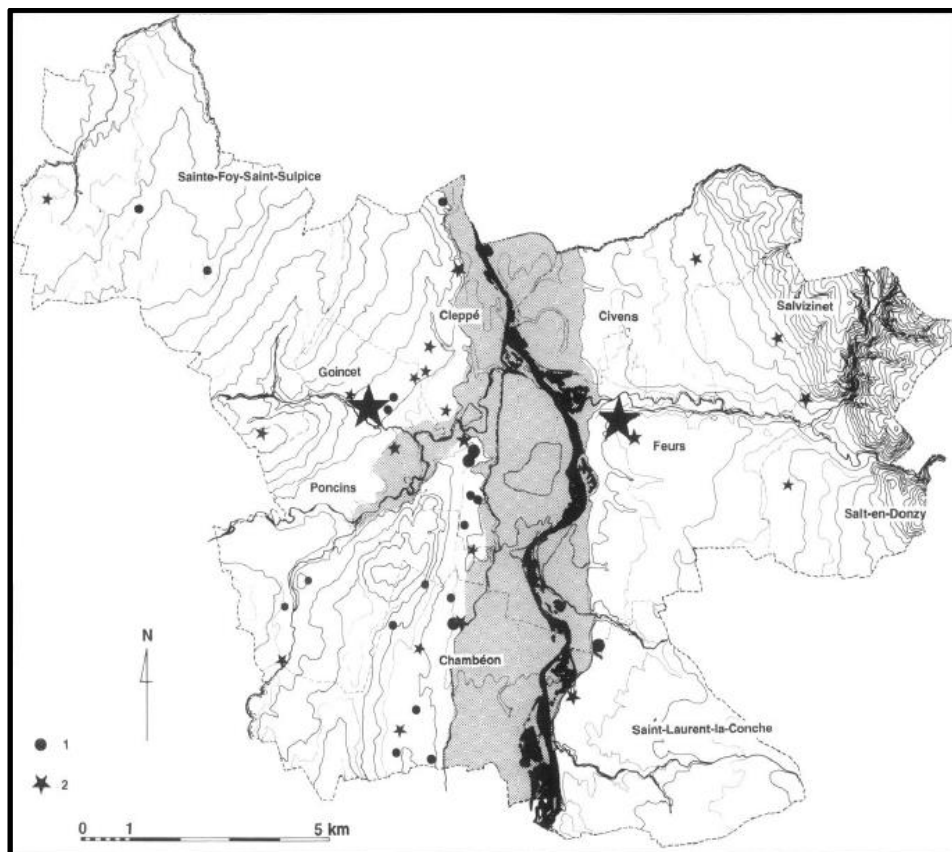 Sainte-Foy-Saint-Sulpice
Salvizinet
Cleppé
Civens
Goincet
Feurs
Poncins
Salt-en-Donzy
N
Chambéon
Saint-Laurent-la-Conche
1
2
0 1 5 km